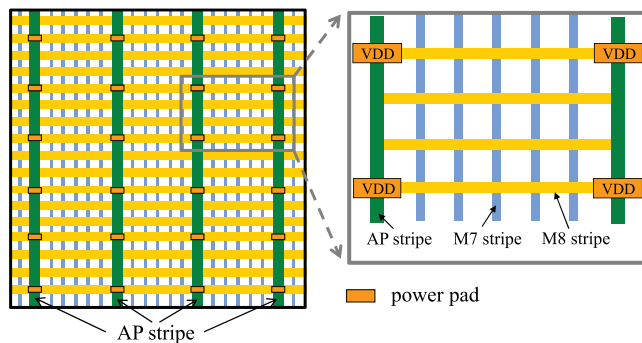 VDD VDD
VDD VDD
AP stripe M7 stripe M8 stripe
power pad
AP stripe